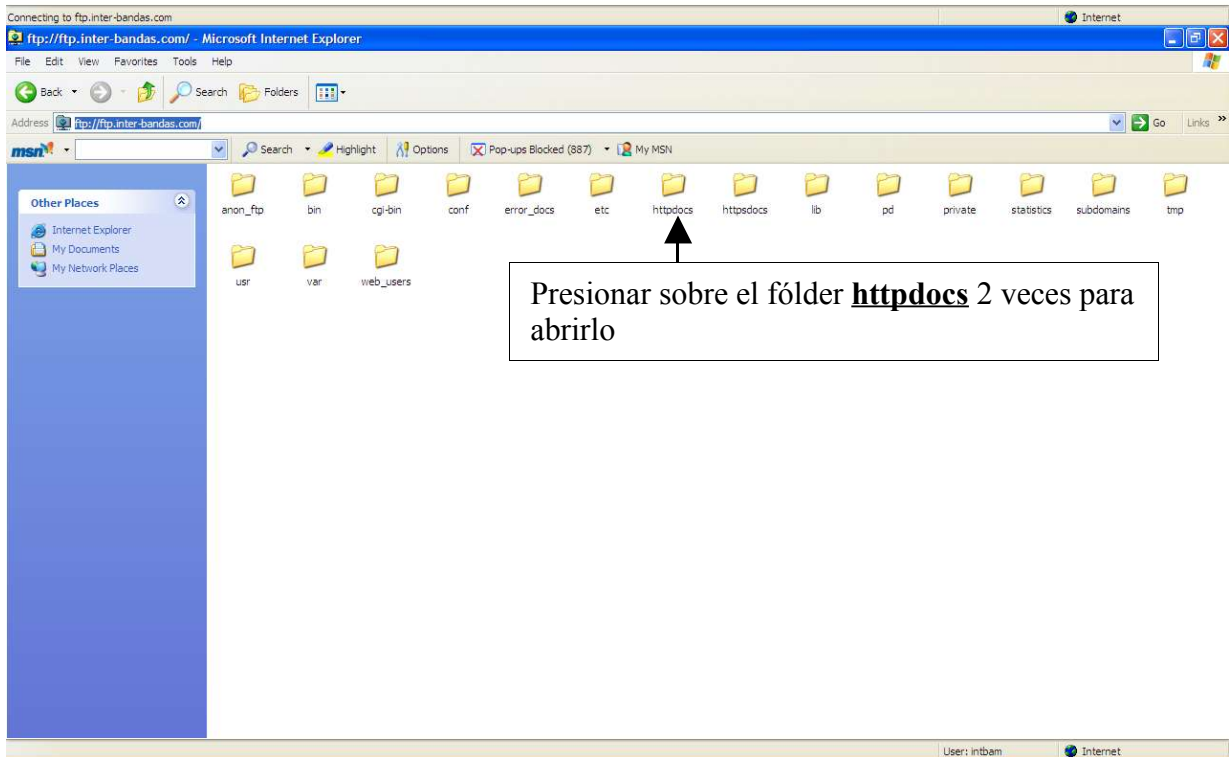 Connecting to ftp.inter-bandas.com
Internet
ftp://ftp.inter-bandas.com/ - Microsoft Internet Explorer
File Edit View Favorites Tools Help
Back Search Folders
Address ftp://ftp.inter-bandas.com/ Go Links »
msn Search Highlight Options Pop-ups Blocked (887) My MSN
Other Places
Internet Explorer
My Documents
My Network Places
anon_ftp bin cgi-bin conf error_docs etc httpdocs httpsdocs lib pd private statistics subdomains tmp
usr var web_users
Presionar sobre el fólder httpdocs 2 veces para
abrirlo
User: intbam Internet